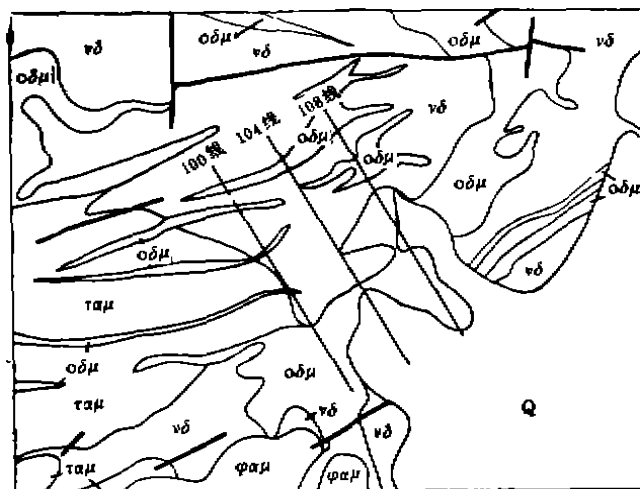 οδμ
οδμ
νδ
νδ
νδ
οδμ
108线
104线
100线
νδ
οδμ
οδμ
οδμ
οδμ
οδμ
νδ
ταμ
οδμ
οδμ
ταμ
νδ
νδ
νδ
Q
ταμ
φαμ
φαμ